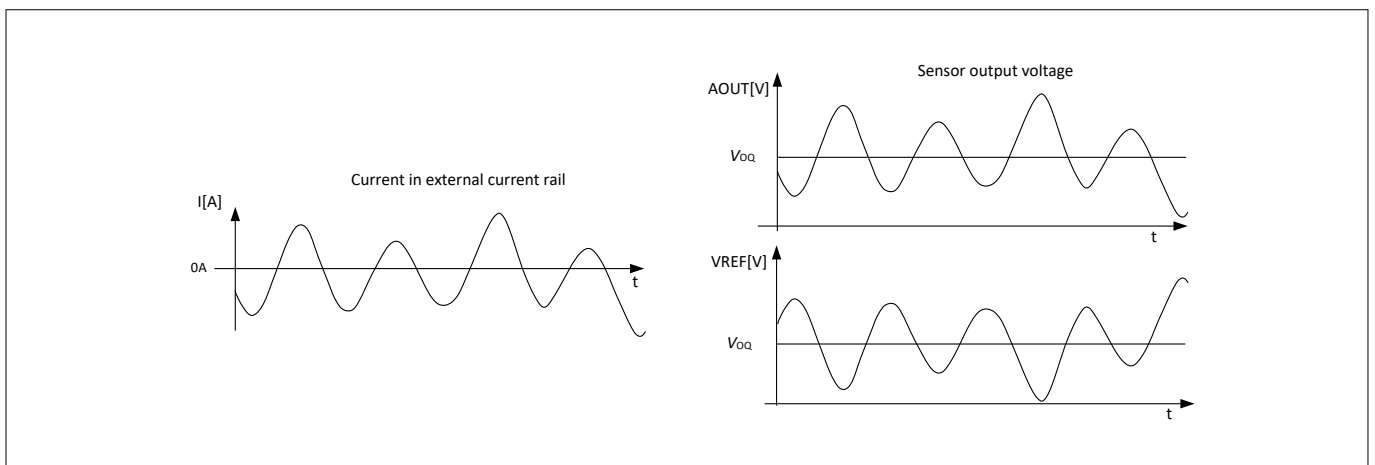 Current in external current rail
I[A]
0A
t
Sensor output voltage
AOUT[V]
VOQ
t
VREF[V]
VOQ
t